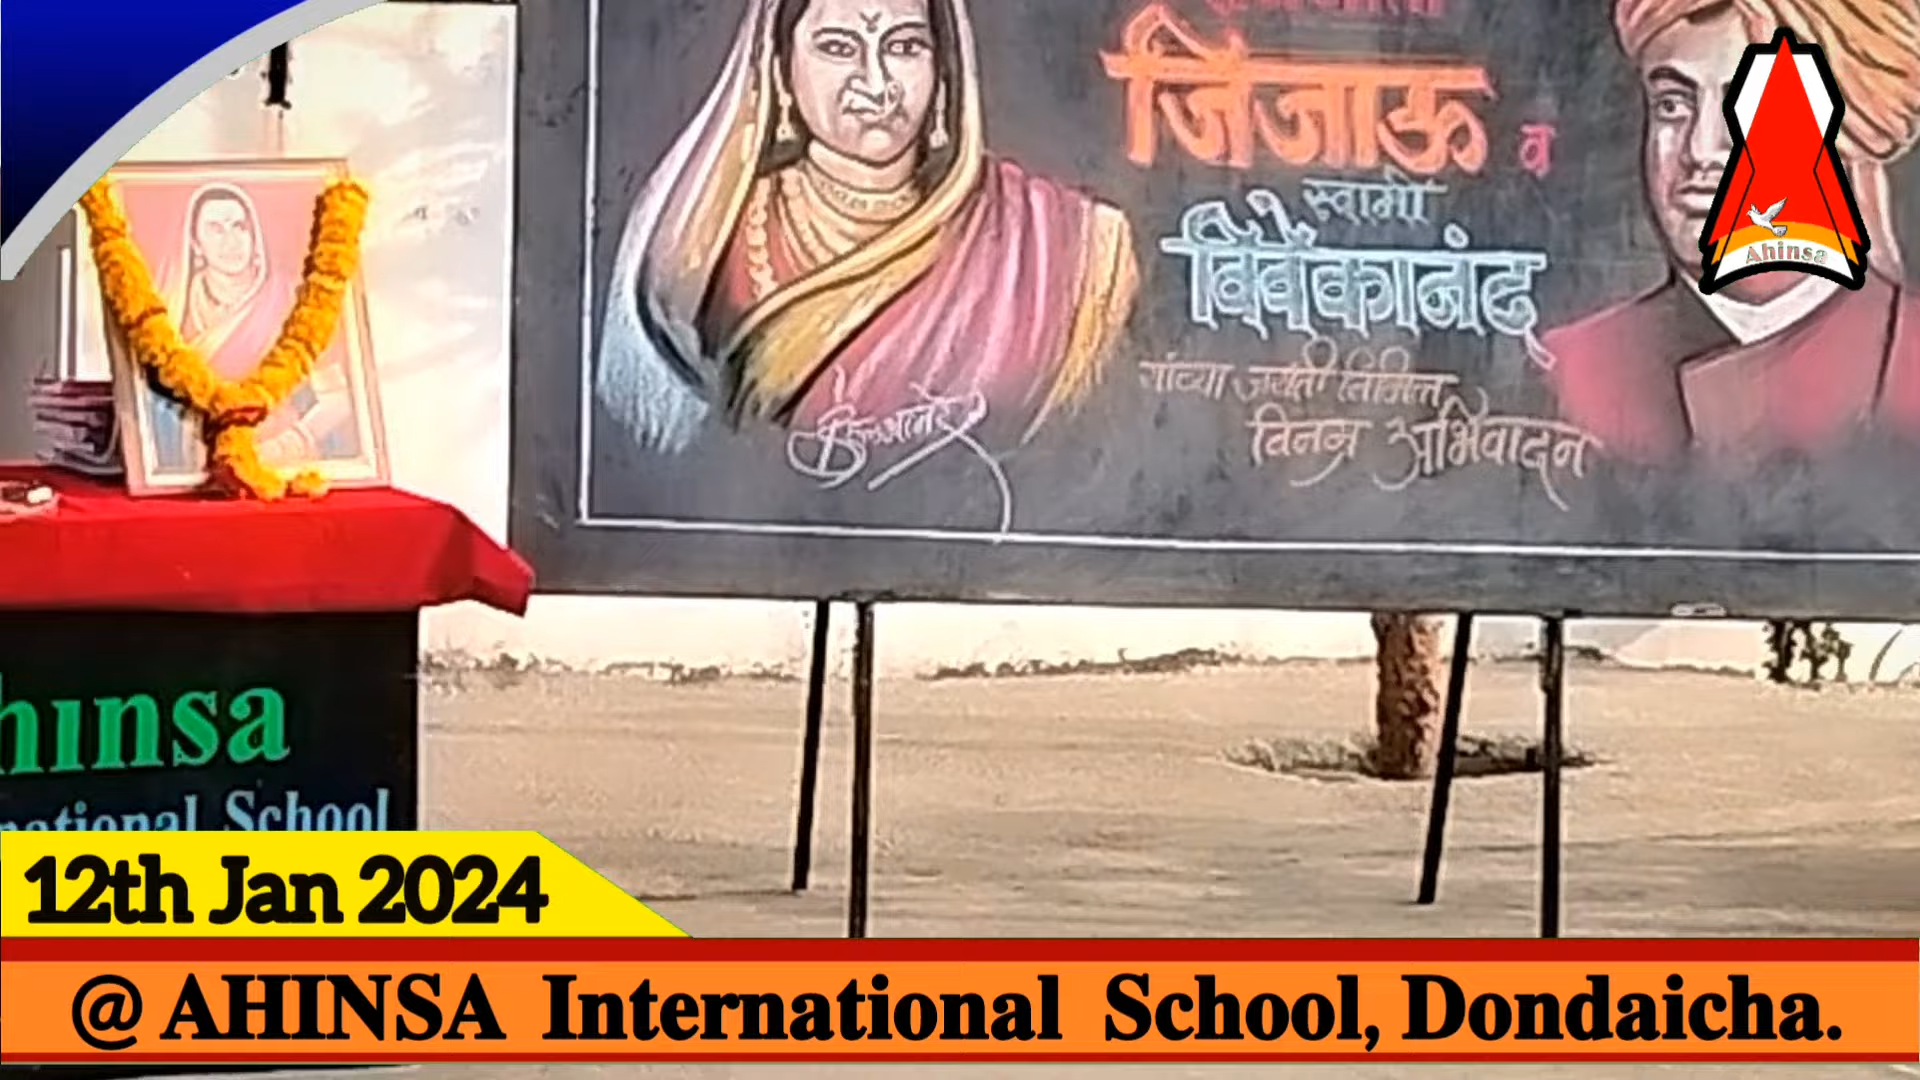 जिजाऊ व
स्वामी
विवेकानंद
यांच्या जयंती निमित्त
विनम्र अभिवादन
Ahinsa
hinsa
national School
12th Jan 2024
@ AHINSA International School, Dondaicha.